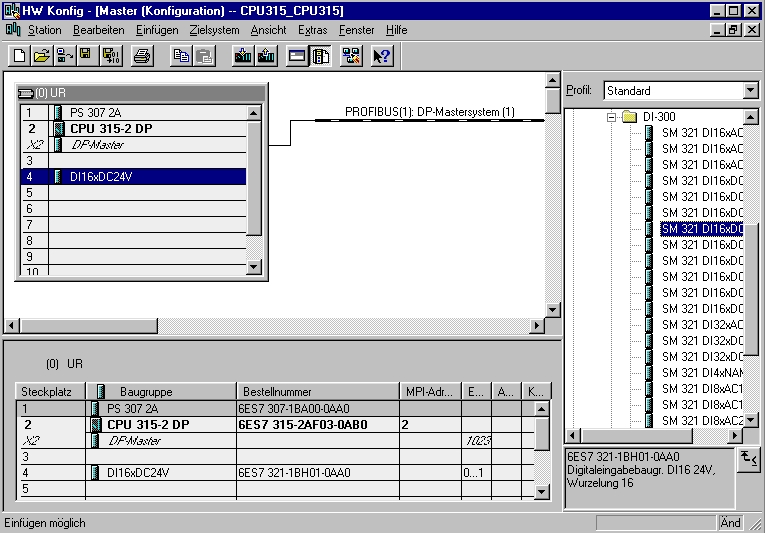 HW Konfig - [Master (Konfiguration) -- CPU315_CPU315]
Station Bearbeiten Einfügen Zielsystem Ansicht Extras Fenster Hilfe
(0) UR
1 PS 307 2A
2 CPU 315-2 DP
X2 DP-Master
3
4 DI16xDC24V
5
6
7
8
9
10
PROFIBUS(1): DP-Mastersystem (1)
Profil: Standard
DI-300
SM 321 DI16xAC
SM 321 DI16xAC
SM 321 DI16xAC
SM 321 DI16xDC
SM 321 DI16xDC
SM 321 DI16xDC
SM 321 DI16xDC
SM 321 DI16xDC
SM 321 DI16xDC
SM 321 DI16xDC
SM 321 DI16xDC
SM 321 DI16xDC
SM 321 DI32xAC
SM 321 DI32xDC
SM 321 DI32xDC
SM 321 DI4xNAM
SM 321 DI8xAC1
SM 321 DI8xAC1
SM 321 DI8xAC2
(0) UR
Steckplatz Baugruppe Bestellnummer MPI-Adr... E... A... K...
1 PS 307 2A 6ES7 307-1BA00-0AA0
2 CPU 315-2 DP 6ES7 315-2AF03-0AB0 2
X2 DP-Master 1023
3
4 DI16xDC24V 6ES7 321-1BH01-0AA0 0...1
5
6ES7 321-1BH01-0AA0
Digitaleingabebaugr. DI16 24V,
Wurzelung 16
Einfügen möglich
Änd